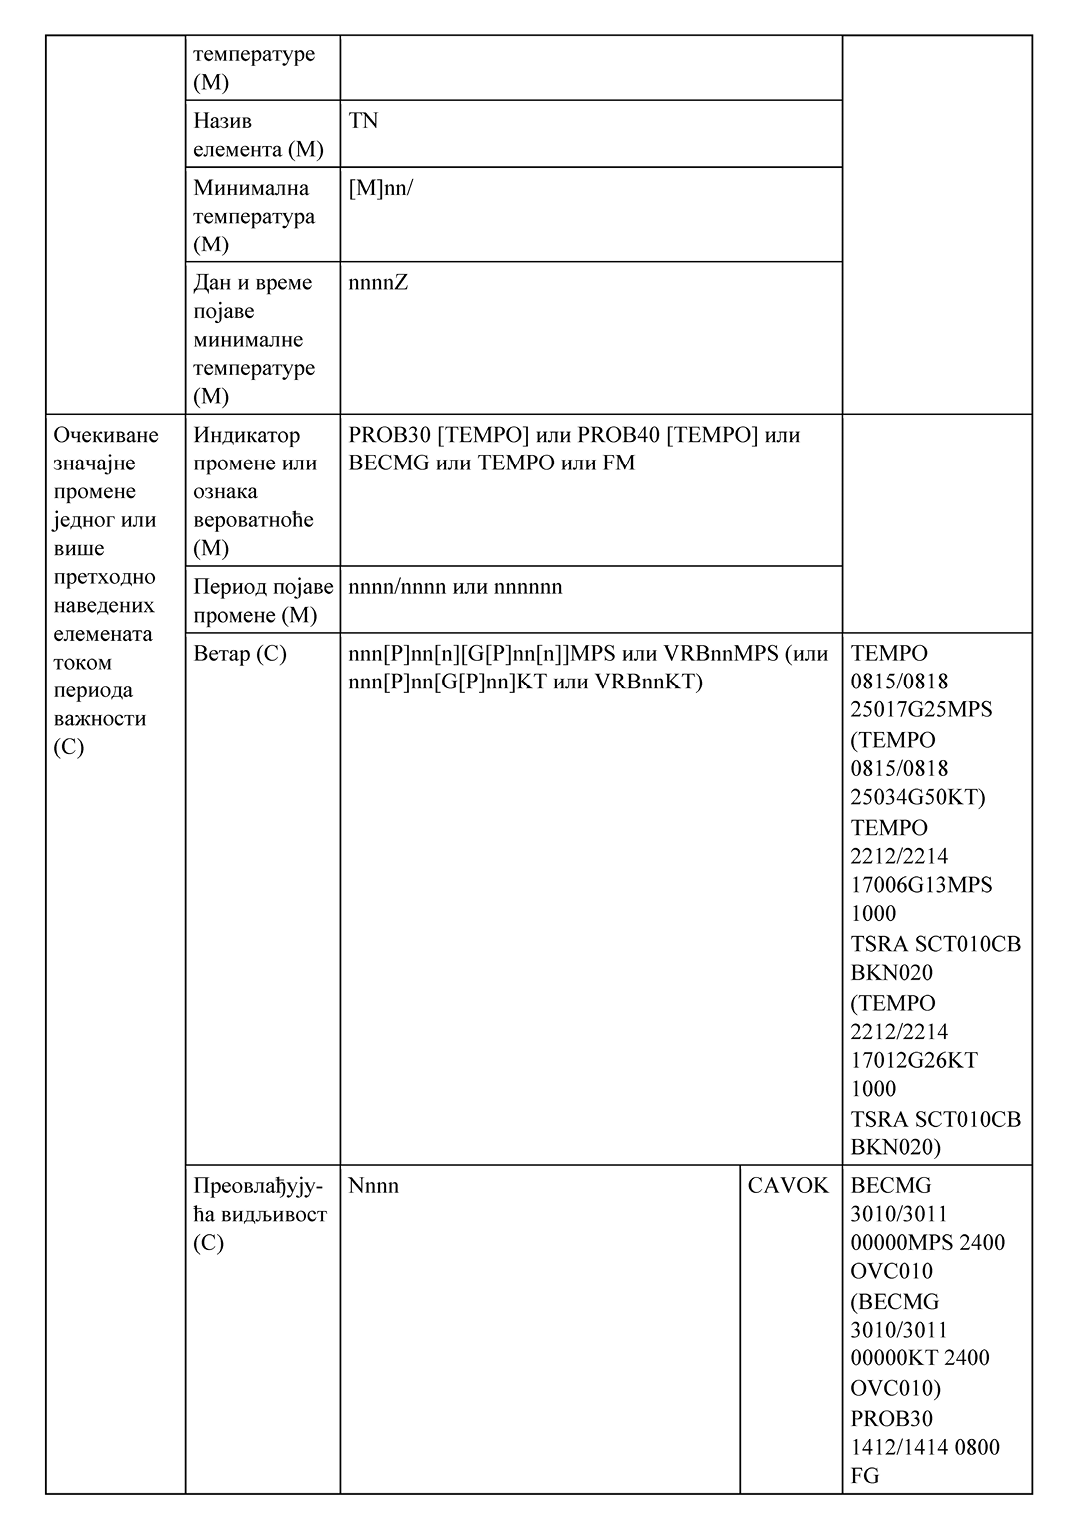 температуре
(М)
Назив
елемента (М)
TN
Минимална
температура
(М)
[M]nn/
Дан и време
појаве
минималне
температуре
(М)
nnnnZ
Очекиване
значајне
промене
једног или
више
претходно
наведених
елемената
током
периода
важности
(С)
Индикатор
промене или
ознака
вероватноће
(М)
PROB30 [TEMPO] или PROB40 [TEMPO] или
BECMG или TEMPO или FM
Период појаве
промене (М)
nnnn/nnnn или nnnnnn
Ветар (С)
nnn[P]nn[n][G[P]nn[n]]MPS или VRBnnMPS (или
nnn[P]nn[G[P]nn]KT или VRBnnKT)
TEMPO
0815/0818
25017G25MPS
(TEMPO
0815/0818
25034G50KT)
TEMPO
2212/2214
17006G13MPS
1000
TSRA SCT010CB
BKN020
(TEMPO
2212/2214
17012G26KT
1000
TSRA SCT010CB
BKN020)
Преовлађују-
ћа видљивост
(С)
Nnnn
CAVOK
BECMG
3010/3011
00000MPS 2400
OVC010
(BECMG
3010/3011
00000KT 2400
OVC010)
PROB30
1412/1414 0800
FG